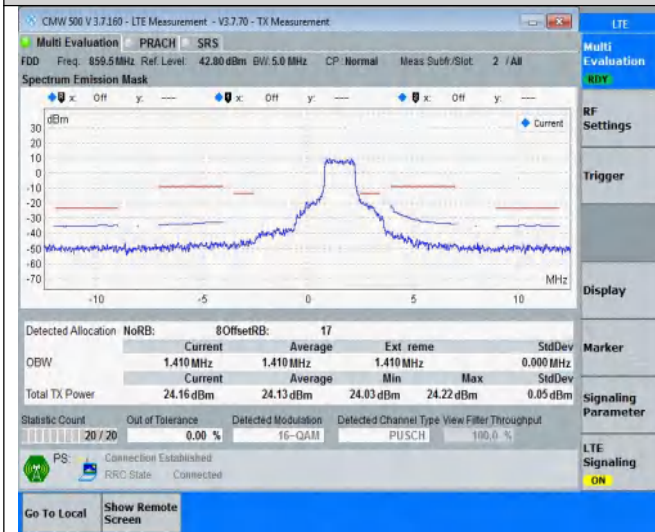 CMW 500 V 3.7.160 - LTE Measurement - V3.7.70 - TX Measurement
LTE
Multi Evaluation PRACH SRS
Multi Evaluation
RDY
FDD Freq: 859.5 MHz Ref. Level: 42.80 dBm BW: 5.0 MHz CP: Normal Meas Subfr./Slot: 2 / All
Spectrum Emission Mask
x: Off y: --- x: Off y: --- x: Off y: ---
dBm
Current
30
20
10
0
-10
-20
-30
-40
-50
-60
-70
MHz
-10 -5 0 5 10
RF Settings
Trigger
Display
Marker
Signaling Parameter
LTE Signaling
ON
Detected Allocation NoRB: 8OffsetRB: 17
Current Average Ext reme StdDev
OBW 1.410 MHz 1.410 MHz 1.410 MHz 0.000 MHz
Current Average Min Max StdDev
Total TX Power 24.16 dBm 24.13 dBm 24.03 dBm 24.22 dBm 0.05 dBm
Statistic Count Out of Tolerance Detected Modulation Detected Channel Type View Filter Throughput
20 / 20 0.00 % 16-QAM PUSCH 100.0 %
PS: Connection Established
RRC State Connected
Go To Local
Show Remote Screen